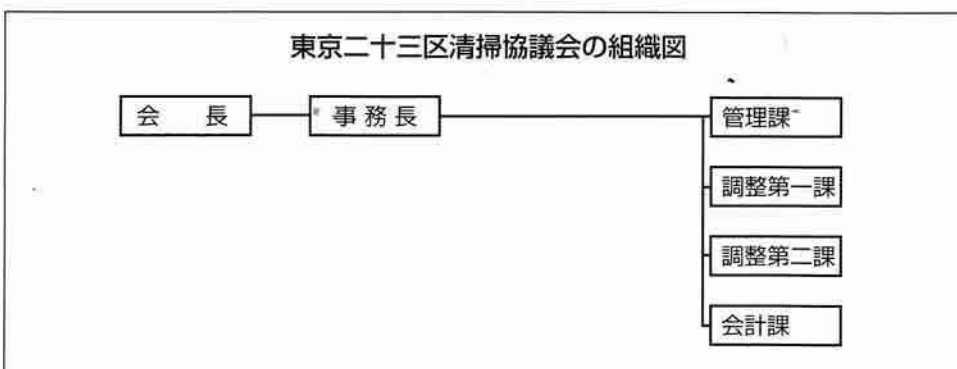 東京二十三区清掃協議会の組織図
会長
事務長
管理課
調整第一課
調整第二課
会計課